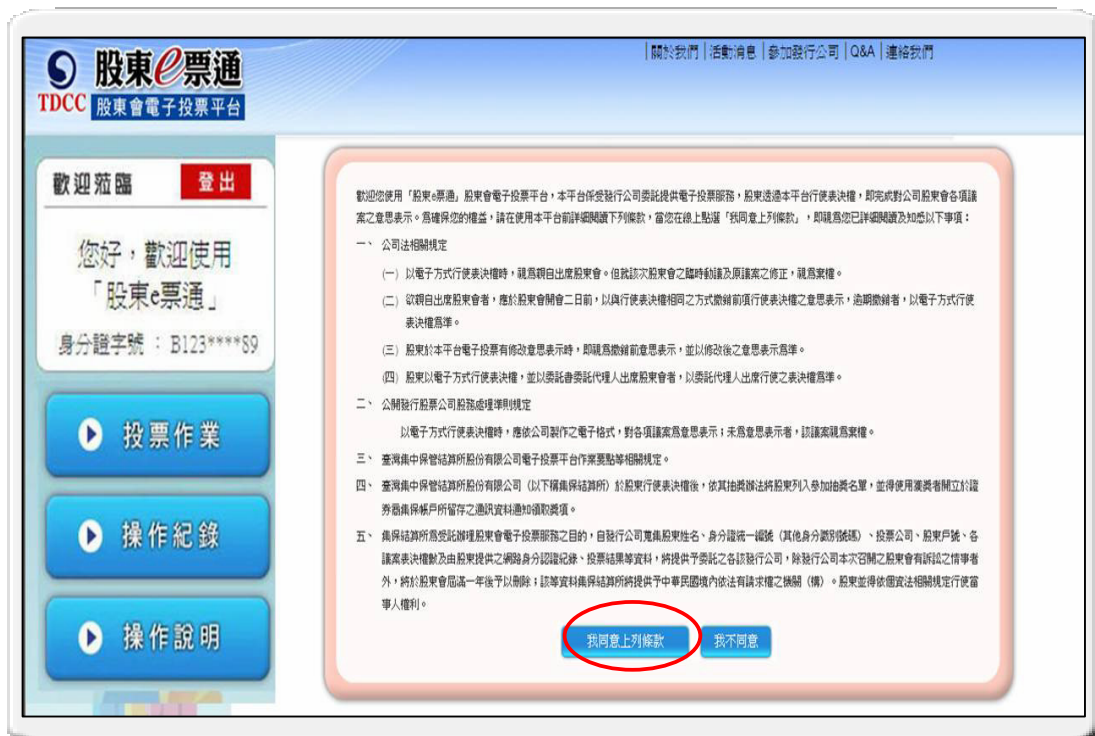 股東e票通
TDCC 股東會電子投票平台
|關於我們|活動消息|參加發行公司|Q&A|連絡我們
歡迎蒞臨 登出
您好，歡迎使用
「股東e票通」
身分證字號：B123****89
投票作業
操作紀錄
操作說明
歡迎您使用「股東e票通」股東會電子投票平台，本平台係受發行公司委託提供電子投票服務，股東透過本平台行使表決權，即完成對公司股東會各項議
案之意思表示。為確保您的權益，請在使用本平台前詳細閱讀下列條款，當您在線上點選「我同意上列條款」，即視為您已詳細閱讀及知悉以下事項：
一、 公司法相關規定
(一) 以電子方式行使表決權時，視為親自出席股東會。但就該次股東會之臨時動議及原議案之修正，視為棄權。
(二) 欲親自出席股東會者，應於股東會開會二日前，以與行使表決權相同之方式撤銷前項行使表決權之意思表示，逾期撤銷者，以電子方式行使
表決權為準。
(三) 股東於本平台電子投票有修改意思表示時，即視為撤銷前意思表示，並以修改後之意思表示為準。
(四) 股東以電子方式行使表決權，並以委託書委託代理人出席股東會者，以委託代理人出席行使之表決權為準。
二、 公開發行股票公司股務處理準則規定
以電子方式行使表決權時，應依公司製作之電子格式，對各項議案為意思表示；未為意思表示者，該議案視為棄權。
三、 臺灣集中保管結算所股份有限公司電子投票平台作業要點等相關規定。
四、 臺灣集中保管結算所股份有限公司（以下稱集保結算所）於股東行使表決權後，依其抽獎辦法將股東列入參加抽獎名單，並得使用獲獎者開立於證
券商集保帳戶所留存之通訊資料通知領取獎項。
五、 集保結算所為受託辦理股東會電子投票服務之目的，自發行公司蒐集股東姓名、身分證統一編號（其他身分識別號碼）、投票公司、股東戶號、各
議案表決權數及由股東提供之網路身分認證紀錄、投票結果等資料，將提供予委託之各該發行公司，除發行公司本次召開之股東會有訴訟之情事者
外，將於股東會屆滿一年後予以刪除；該等資料集保結算所將提供予中華民國境內依法有請求權之機關（構）。股東並得依個資法相關規定行使當
事人權利。
我同意上列條款 我不同意